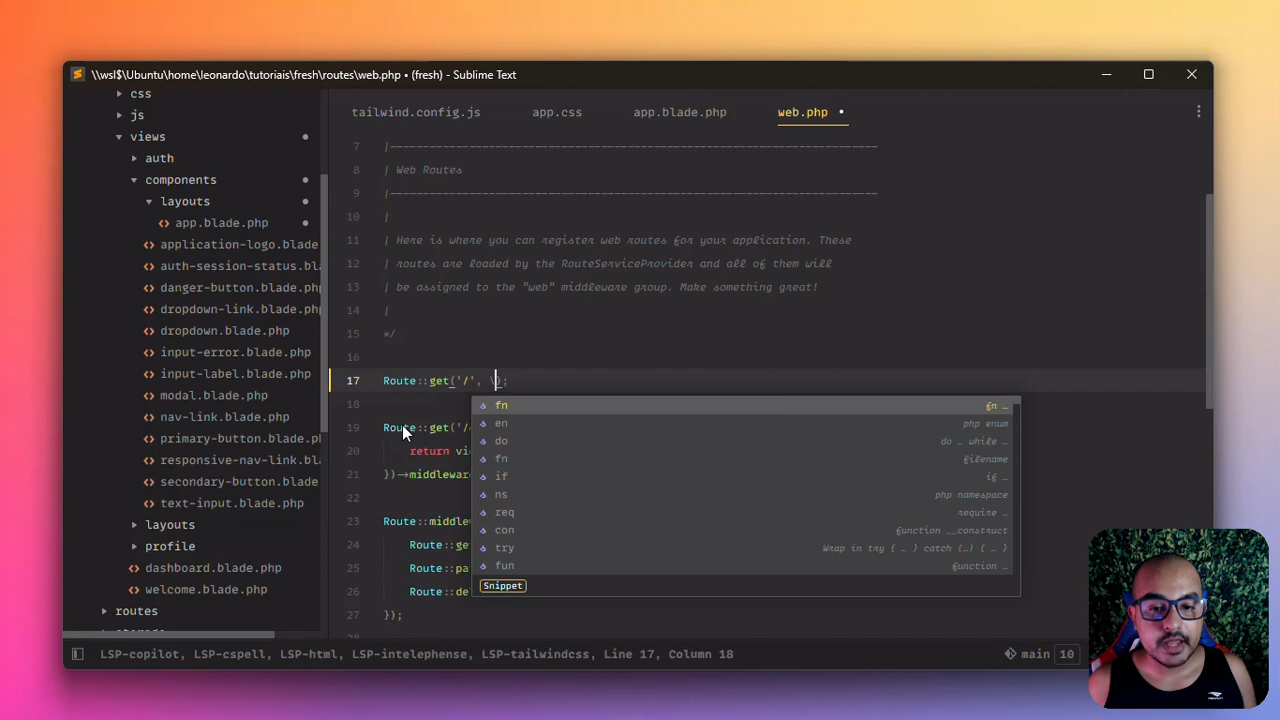 \\wsl$\Ubuntu\home\leonardo\tutoriais\fresh\routes\web.php • (fresh) - Sublime Text
css
js
views
auth
components
layouts
app.blade.php
application-logo.blade
auth-session-status.bl
danger-button.blade.ph
dropdown-link.blade.ph
dropdown.blade.php
input-error.blade.php
input-label.blade.php
modal.blade.php
nav-link.blade.php
primary-button.blade.ph
responsive-nav-link.bl
secondary-button.blade
text-input.blade.php
layouts
profile
dashboard.blade.php
welcome.blade.php
routes
tailwind.config.js app.css app.blade.php web.php •
7 |--------------------------------------------------------------------------
8 | Web Routes
9 |--------------------------------------------------------------------------
10 |
11 | Here is where you can register web routes for your application. These
12 | routes are loaded by the RouteServiceProvider and all of them will
13 | be assigned to the "web" middleware group. Make something great!
14 |
15 */
16
17 Route::get('/', \);
18
19 Route::get('/
20 return vi
21 })->middlewar
22
23 Route::middle
24 Route::ge
25 Route::pa
26 Route::de
27 });
fn fn …
en php enum
do do … while …
fn filename
if if …
ns php namespace
req require …
con function __construct
try Wrap in try { … } catch (…) { … }
fun function …
Snippet
LSP-copilot, LSP-cspell, LSP-html, LSP-intelephense, LSP-tailwindcss, Line 17, Column 18
main 10